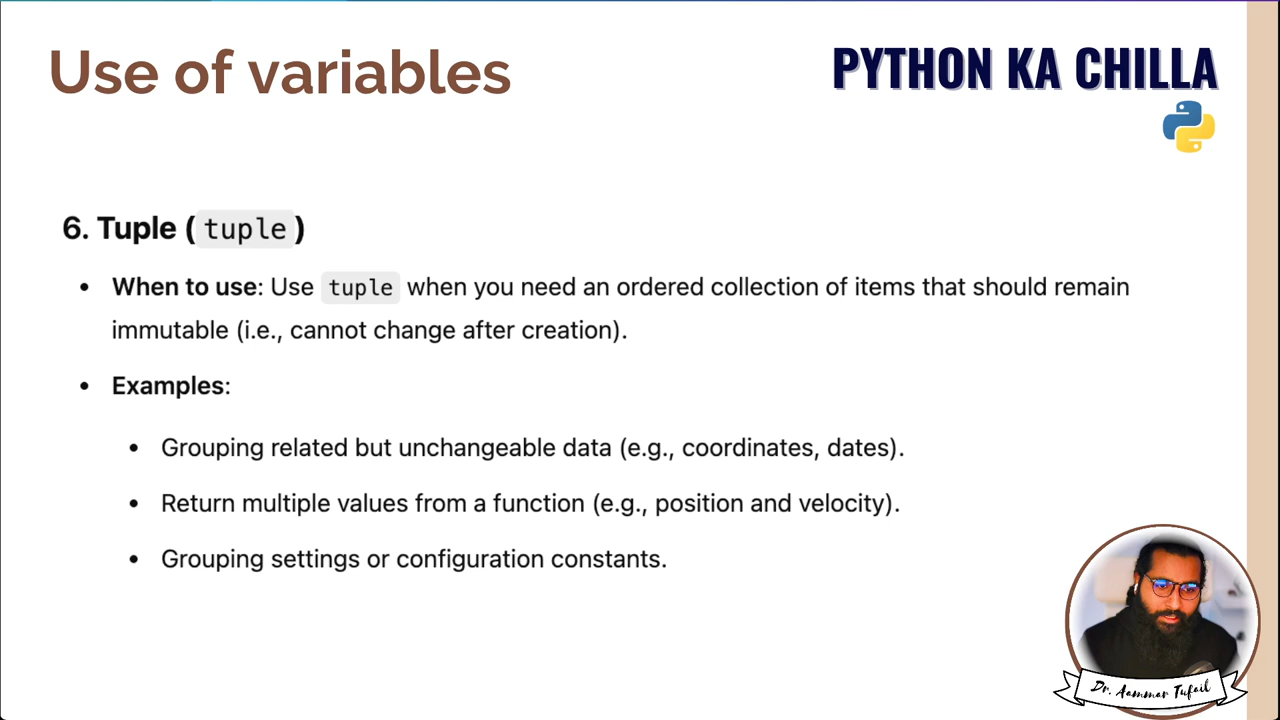 Use of variables
PYTHON KA CHILLA
6. Tuple (tuple)
• When to use: Use tuple when you need an ordered collection of items that should remain
immutable (i.e., cannot change after creation).
• Examples:
• Grouping related but unchangeable data (e.g., coordinates, dates).
• Return multiple values from a function (e.g., position and velocity).
• Grouping settings or configuration constants.
Dr. Aammar Tufail